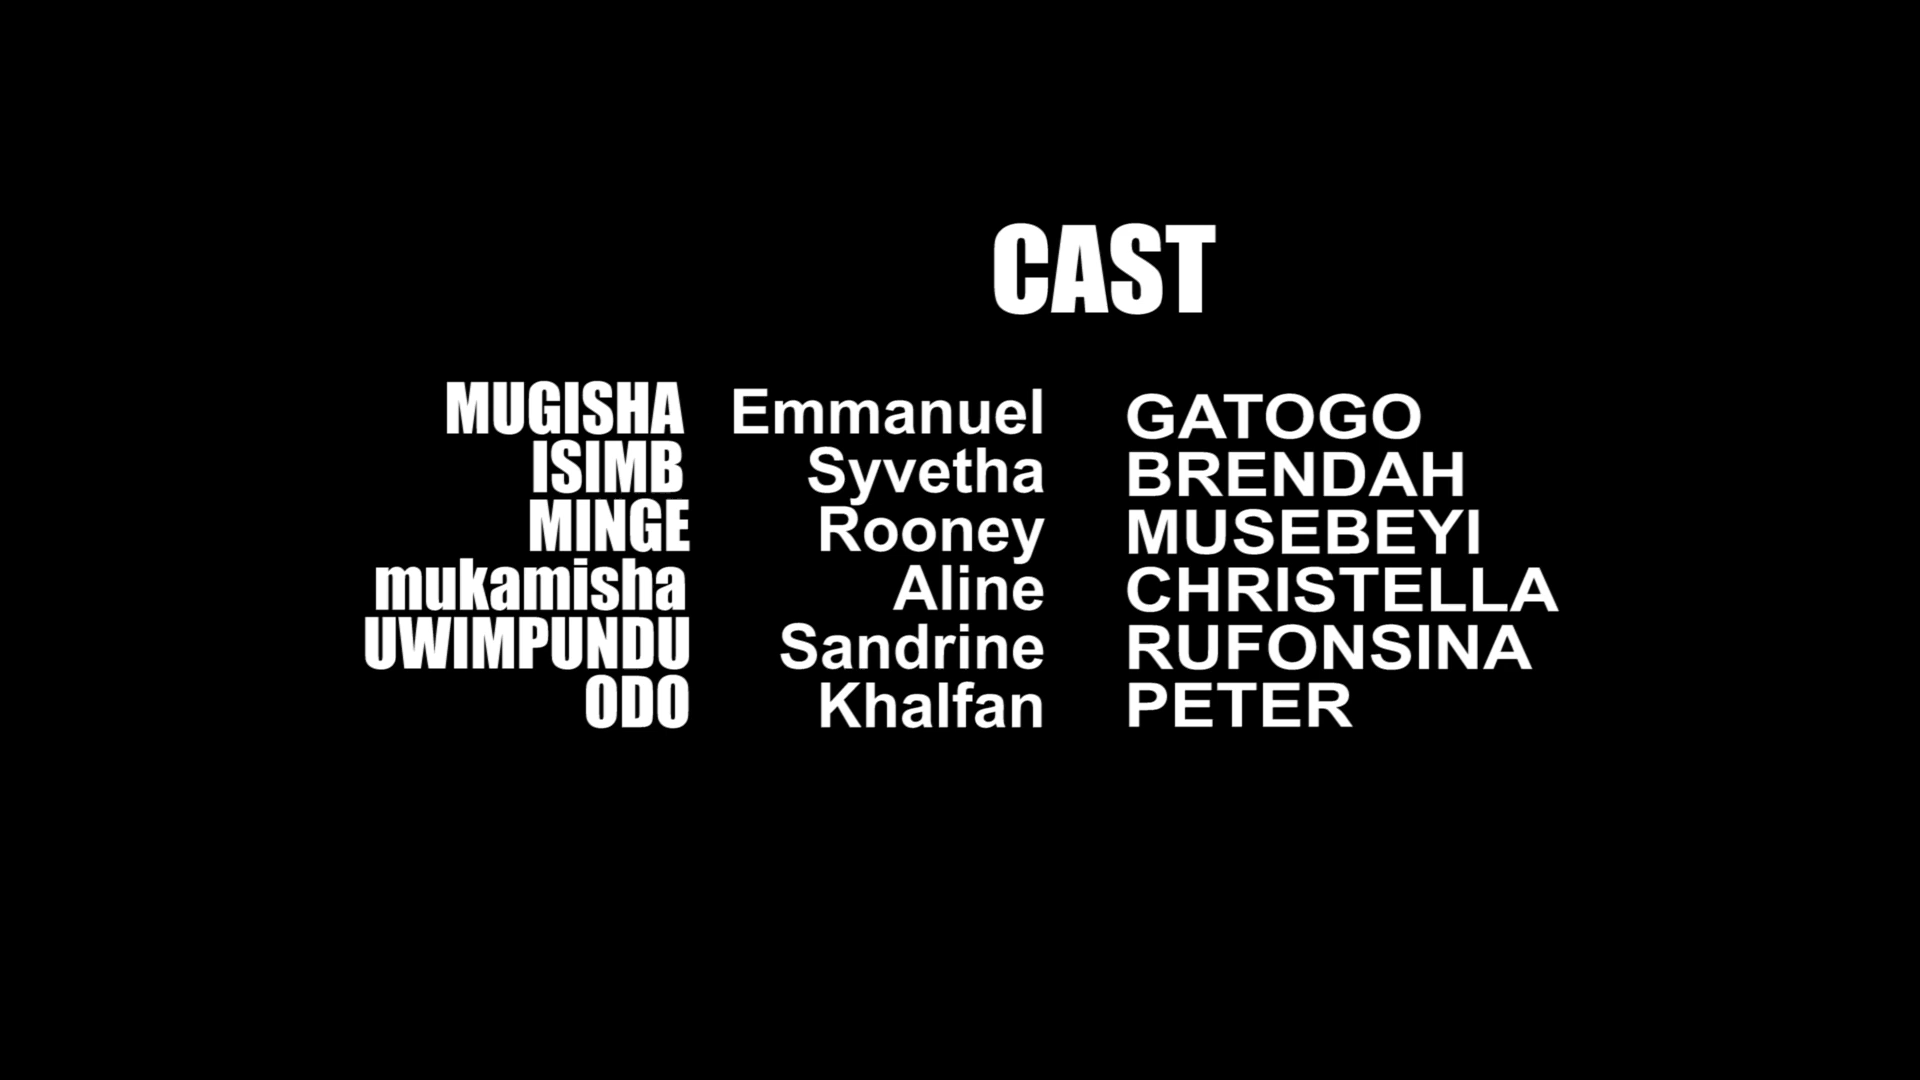 CAST
MUGISHA Emmanuel GATOGO
ISIMB Syvetha BRENDAH
MINGE Rooney MUSEBEYI
mukamisha Aline CHRISTELLA
UWIMPUNDU Sandrine RUFONSINA
ODO Khalfan PETER